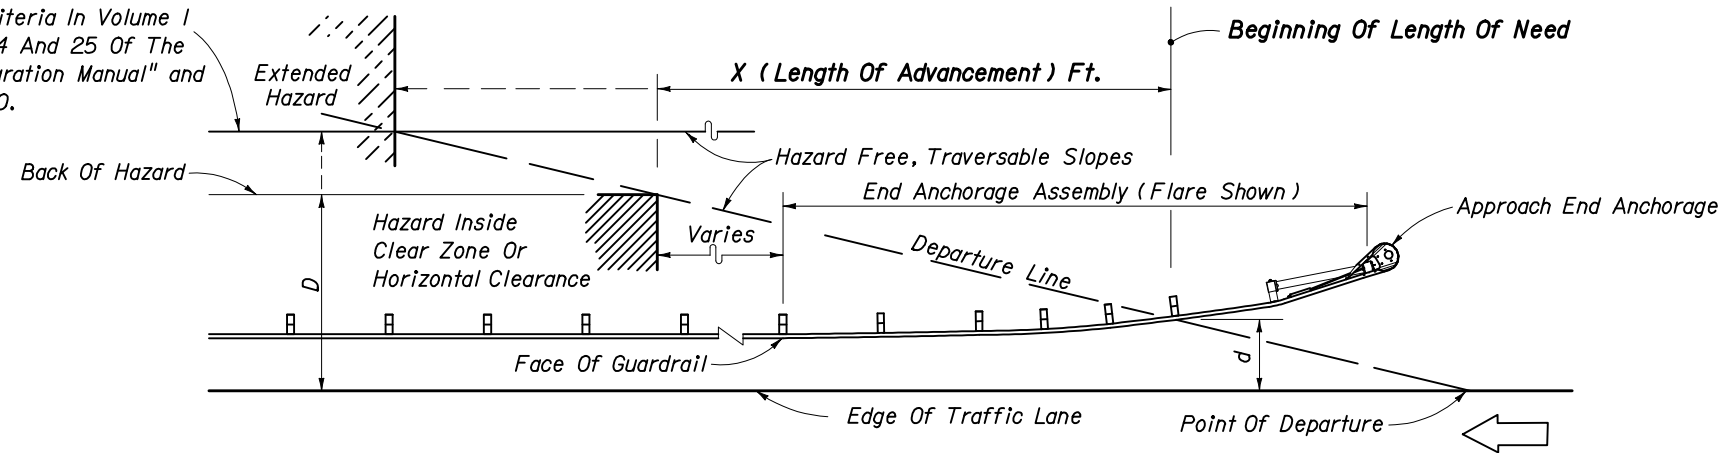 iteria In Volume I
4 And 25 Of The
uration Manual" and
O.
Extended
Hazard
Back Of Hazard
X (Length Of Advancement) Ft.
Beginning Of Length Of Need
Hazard Free, Traversable Slopes
End Anchorage Assembly (Flare Shown)
Approach End Anchorage
Hazard Inside
Clear Zone Or
Horizontal Clearance
Varies
Departure Line
D
d
Face Of Guardrail
Edge Of Traffic Lane
Point Of Departure